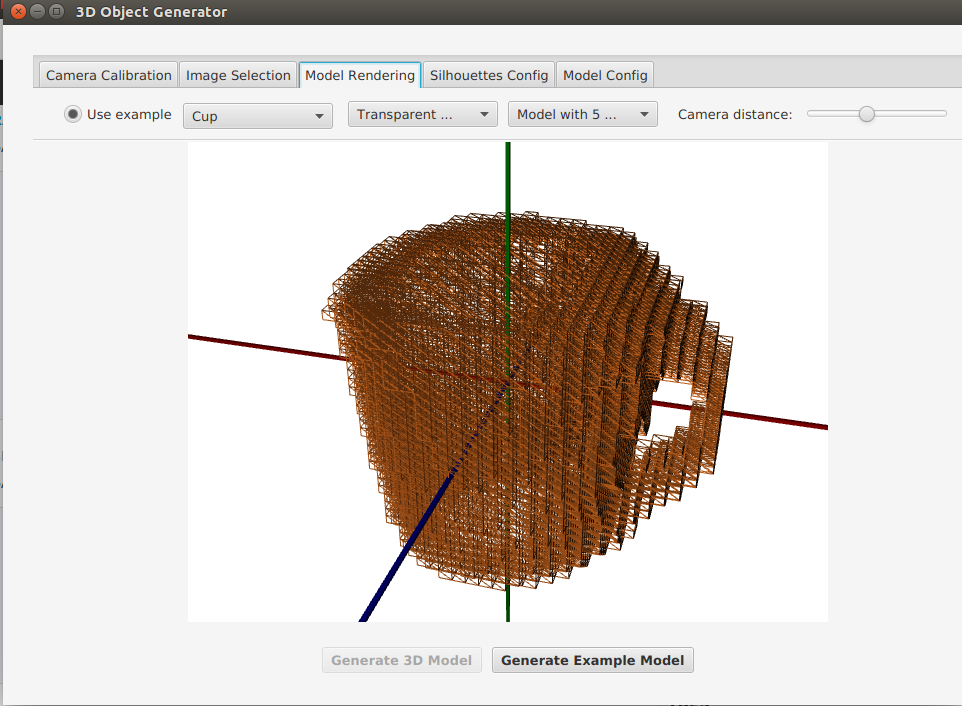 3D Object Generator
Camera Calibration Image Selection Model Rendering Silhouettes Config Model Config
Use example Cup Transparent ... Model with 5 ... Camera distance:
Generate 3D Model Generate Example Model